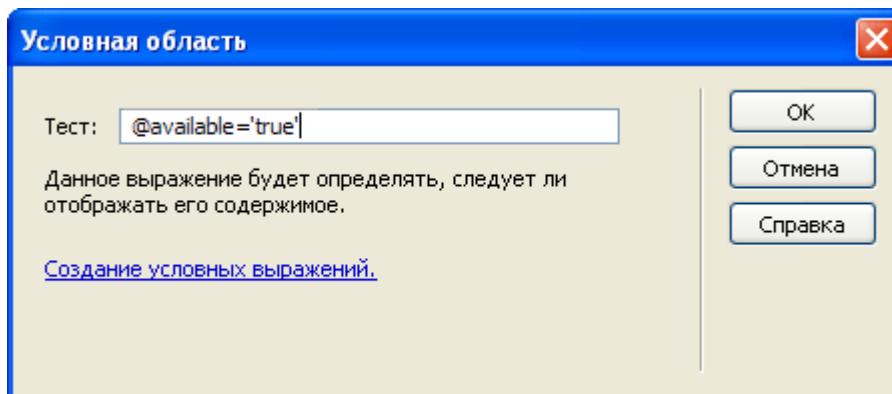 Условная область
Тест: @available='true'
OK
Данное выражение будет определять, следует ли
отображать его содержимое.
Отмена
Справка
Создание условных выражений.